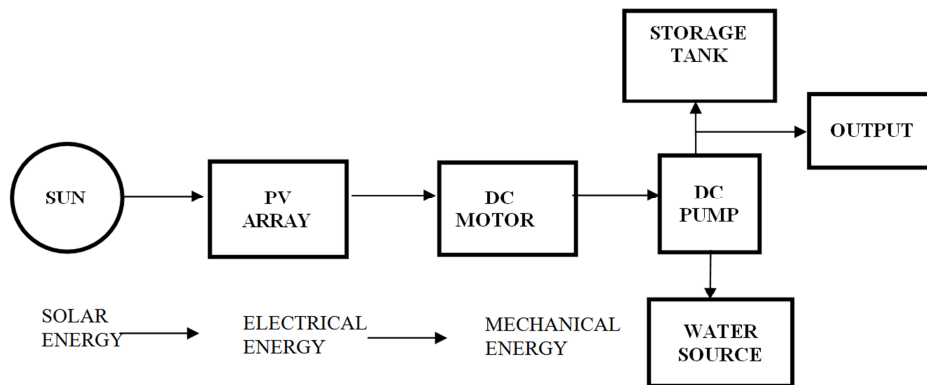 STORAGE
TANK
OUTPUT
SUN
PV
ARRAY
DC
MOTOR
DC
PUMP
SOLAR
ENERGY
ELECTRICAL
ENERGY
MECHANICAL
ENERGY
WATER
SOURCE